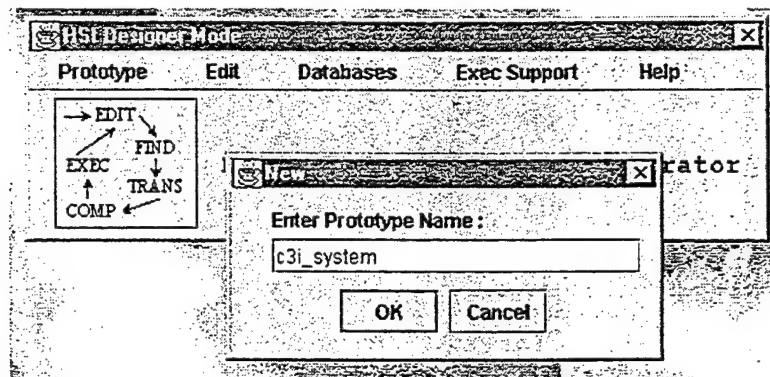 HSI Designer Mode
Prototype Edit Databases Exec Support Help
EDIT
FIND
EXEC
TRANS
COMP
rator
New
Enter Prototype Name :
c3i_system
OK Cancel